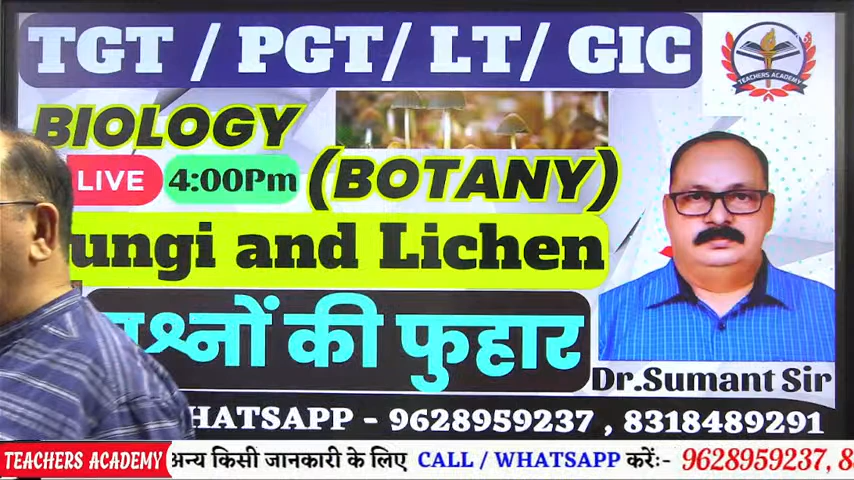 TGT / PGT/ LT/ GIC
TEACHERS ACADEMY
BIOLOGY
LIVE 4:00Pm (BOTANY)
ungi and Lichen
प्रश्नों की फुहार
Dr.Sumant Sir
HATSAPP - 9628959237 , 8318489291
TEACHERS ACADEMY अन्य किसी जानकारी के लिए CALL / WHATSAPP करेंः- 9628959237, 8